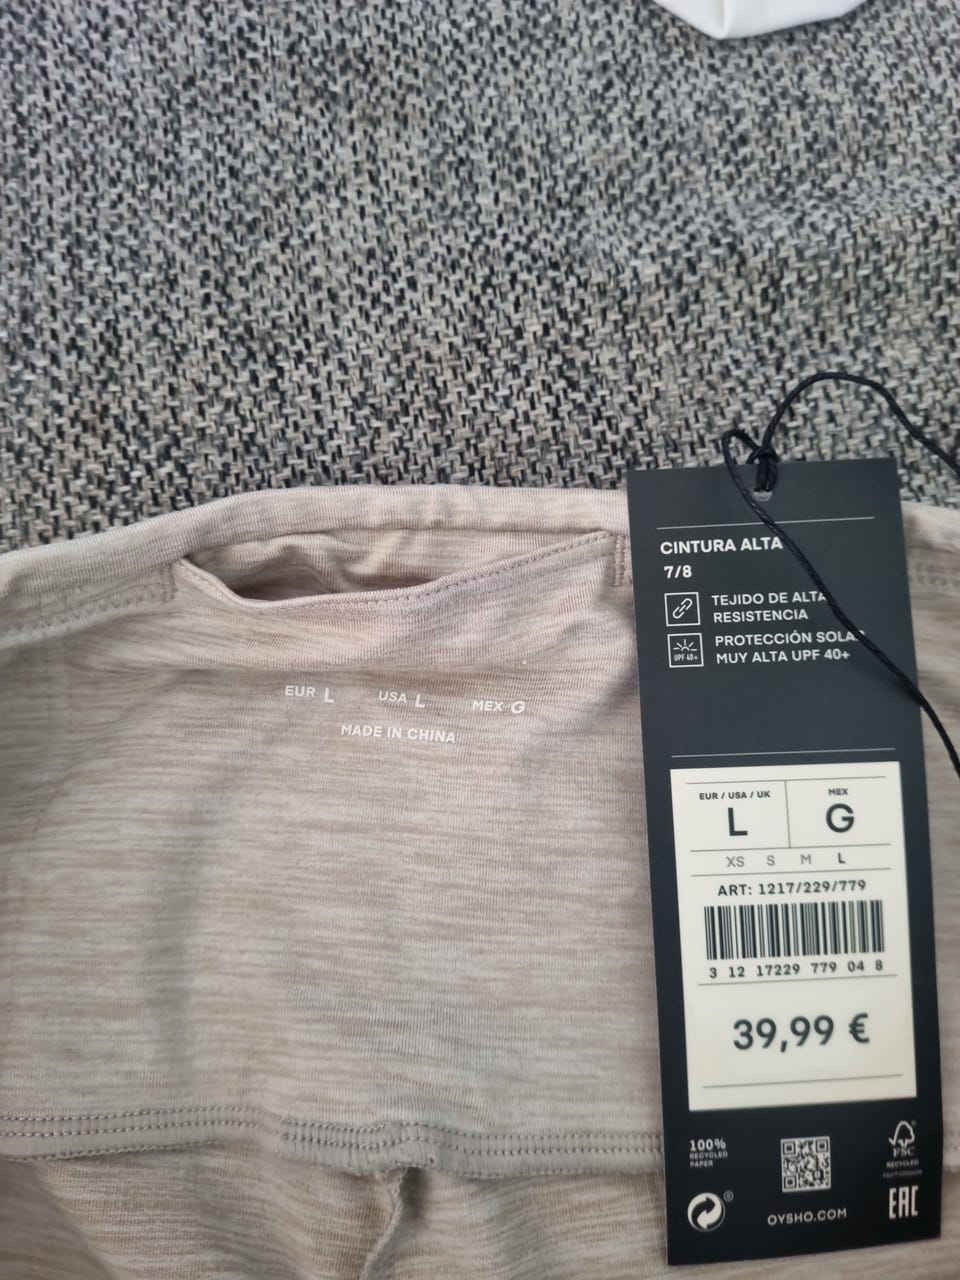 EUR L USA L MEX G
MADE IN CHINA
CINTURA ALTA
7/8
TEJIDO DE ALTA
RESISTENCIA
UPF 40+
PROTECCIÓN SOLA
MUY ALTA UPF 40+
EUR / USA / UK
MEX
L
G
XS S M L
ART: 1217/229/779
3 12 17229 779 04 8
39,99 €
100%
RECYCLED
PAPER
FSC
RECYCLED
OYSHO.COM
EAC